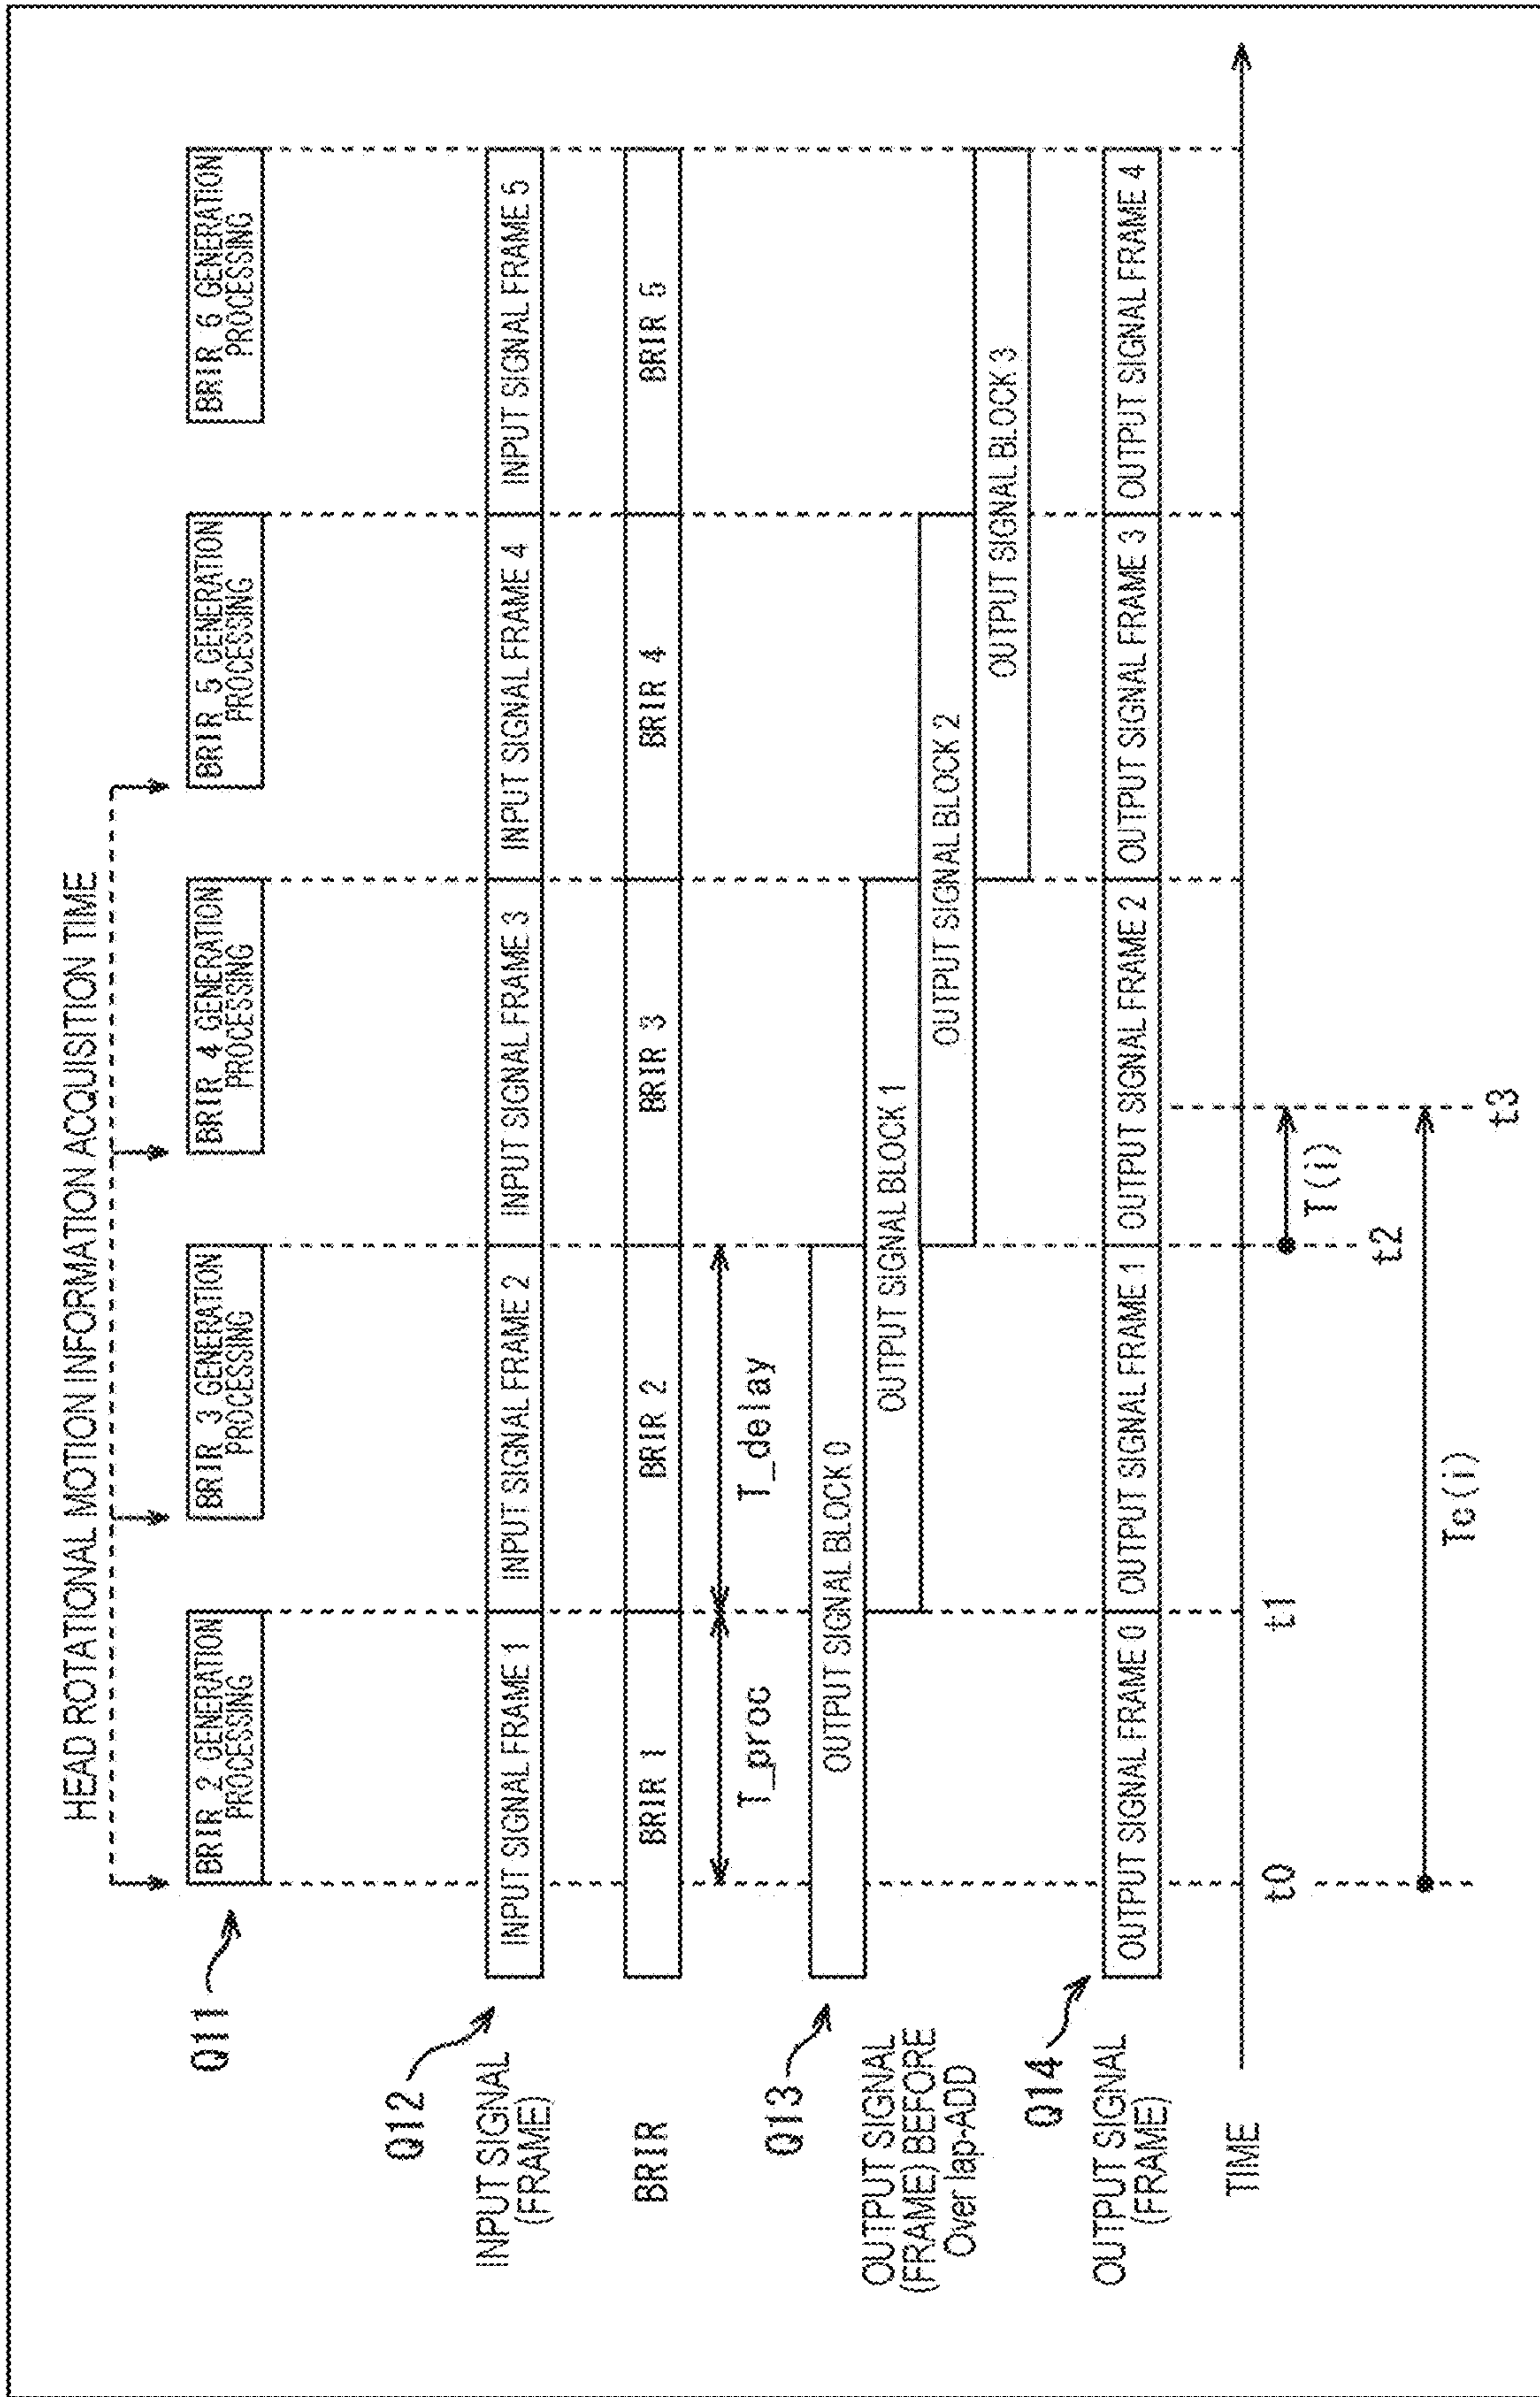 HEAD ROTATIONAL MOTION INFORMATION ACQUISITION TIME
Q11
BRIR 2 GENERATION
PROCESSING
BRIR 3 GENERATION
PROCESSING
BRIR 4 GENERATION
PROCESSING
BRIR 5 GENERATION
PROCESSING
BRIR 6 GENERATION
PROCESSING
Q12
INPUT SIGNAL
(FRAME)
INPUT SIGNAL FRAME 1
INPUT SIGNAL FRAME 2
INPUT SIGNAL FRAME 3
INPUT SIGNAL FRAME 4
INPUT SIGNAL FRAME 5
BRIR
BRIR 1
BRIR 2
BRIR 3
BRIR 4
BRIR 5
T_proc
T_delay
Q13
OUTPUT SIGNAL
(FRAME) BEFORE
Over lap-ADD
OUTPUT SIGNAL BLOCK 0
OUTPUT SIGNAL BLOCK 1
OUTPUT SIGNAL BLOCK 2
OUTPUT SIGNAL BLOCK 3
Q14
OUTPUT SIGNAL
(FRAME)
OUTPUT SIGNAL FRAME 0
OUTPUT SIGNAL FRAME 1
OUTPUT SIGNAL FRAME 2
OUTPUT SIGNAL FRAME 3
OUTPUT SIGNAL FRAME 4
TIME
t0
t1
T(i)
t2
Tc(i)
t3